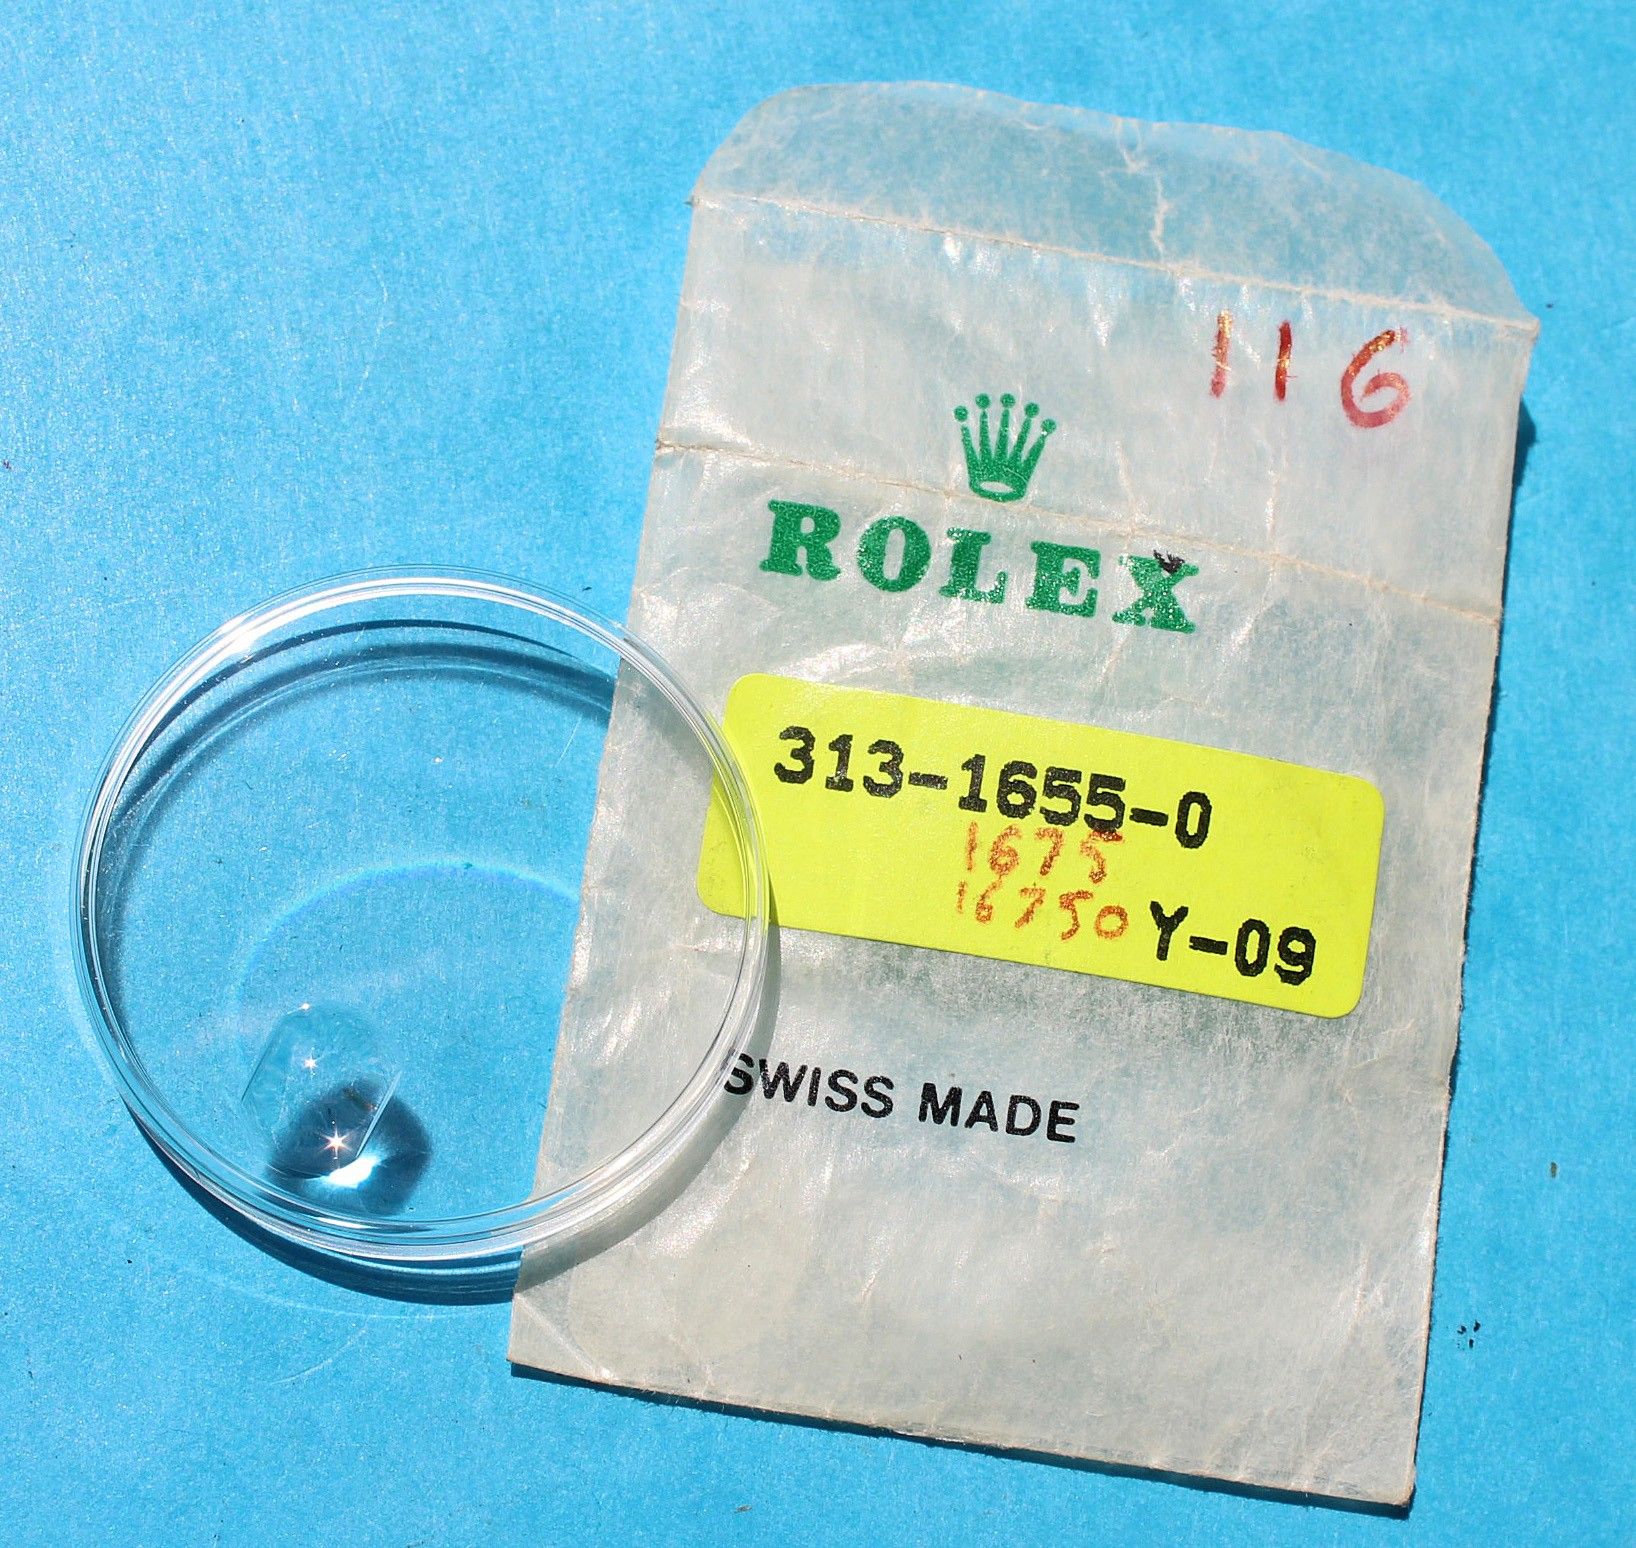 116
ROLEX
313-1655-0
1675
16750 Y-09
SWISS MADE